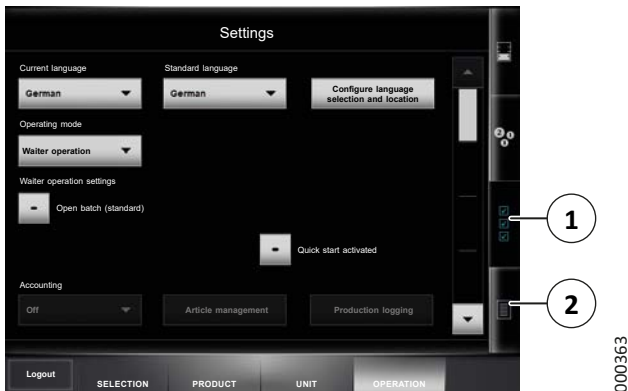 Settings
Current language
Standard language
German
German
Configure language
selection and location
Operating mode
Waiter operation
Waiter operation settings
Open batch (standard)
Quick start activated
Accounting
Off
Article management
Production logging
Logout
SELECTION
PRODUCT
UNIT
OPERATION
1
2
000363